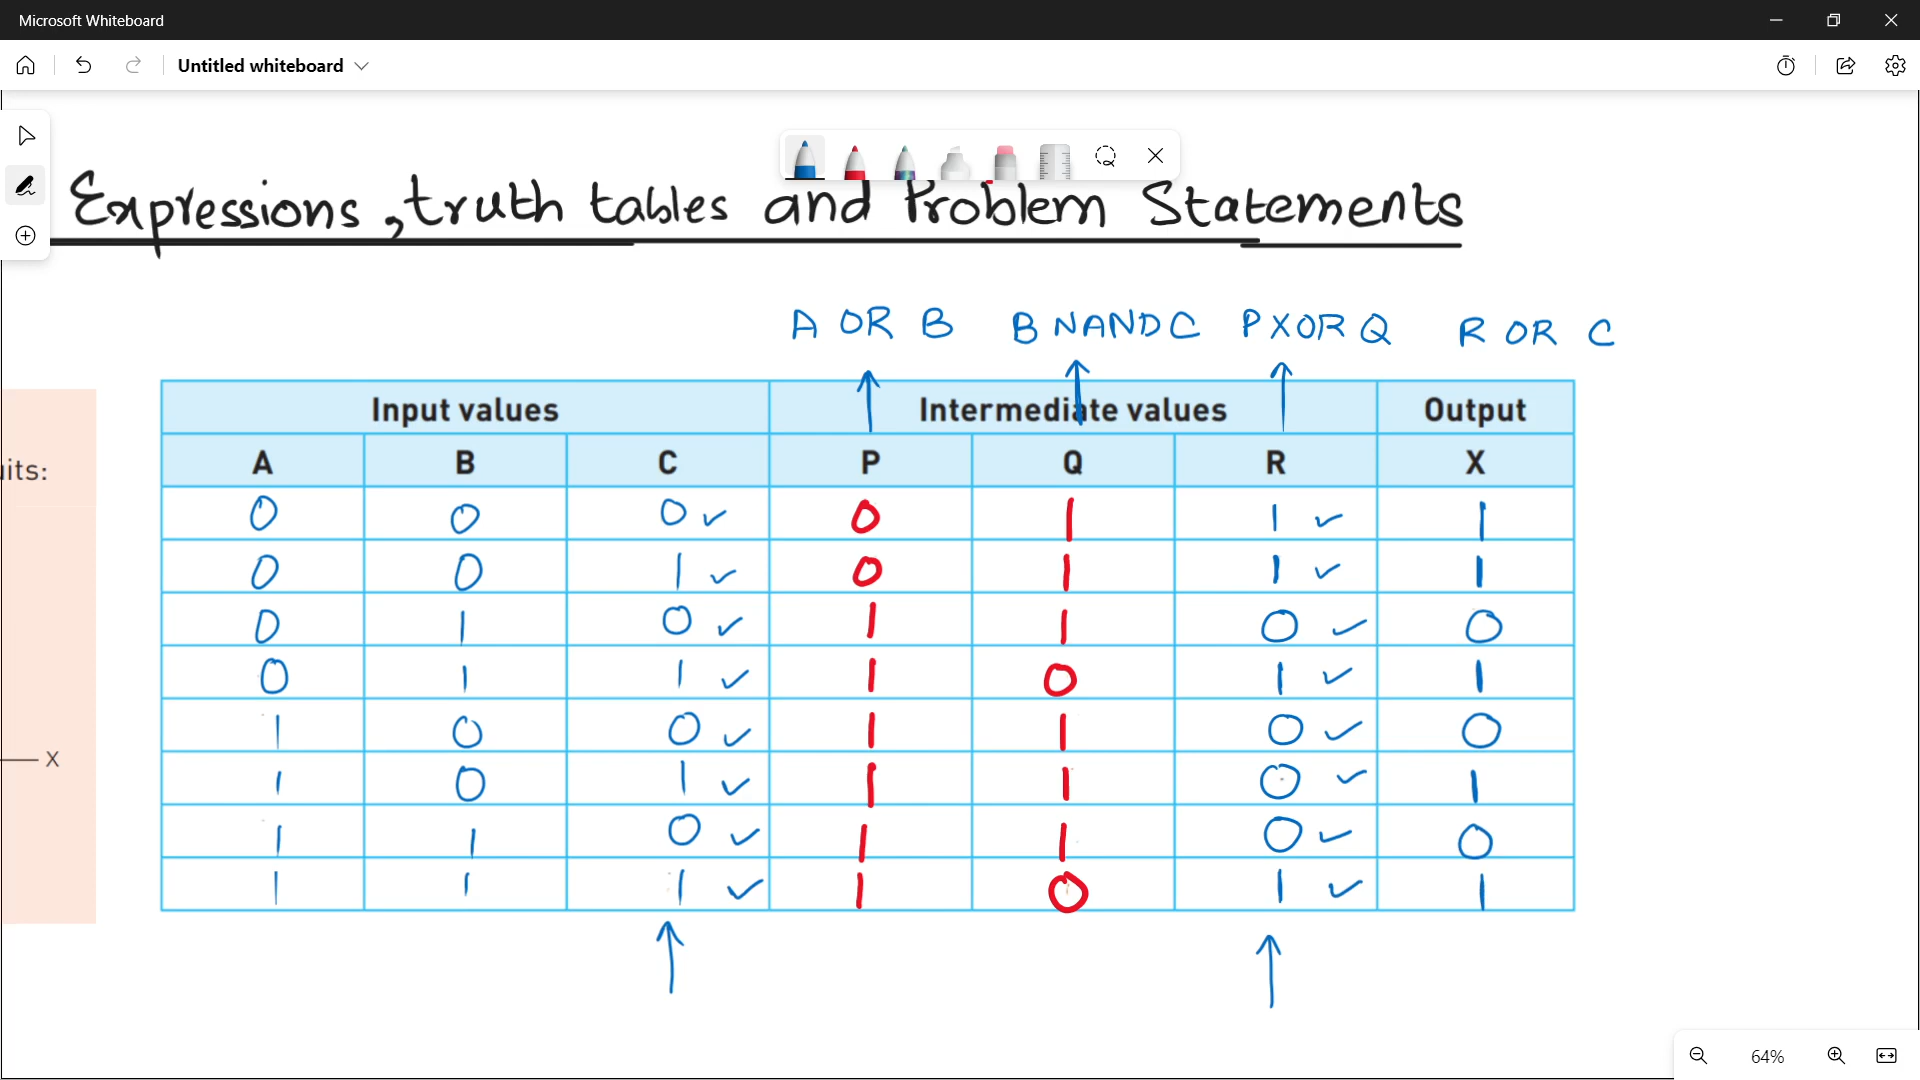 Microsoft Whiteboard
Untitled whiteboard
Expressions, truth tables and Problem Statements
A OR B B NAND C P XOR Q R OR C
Input values Intermediate values Output
A B C P Q R X
0 0 0 ✓ 0 1 1 ✓ 1
0 0 1 ✓ 0 1 1 ✓ 1
0 1 0 ✓ 1 1 0 ✓ 0
0 1 1 ✓ 1 0 1 ✓ 1
1 0 0 ✓ 1 1 0 ✓ 0
1 0 1 ✓ 1 1 0 ✓ 1
1 1 0 ✓ 1 1 0 ✓ 0
1 1 1 ✓ 1 0 1 ✓ 1
X
64%